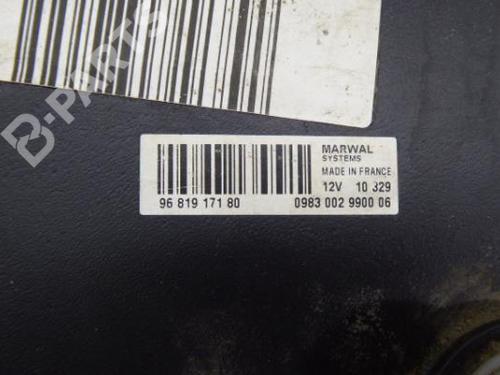 B-PARTS
MARWAL
SYSTEMS
MADE IN FRANCE
12V 10 329
96 819 171 80
0983 002 9900 06